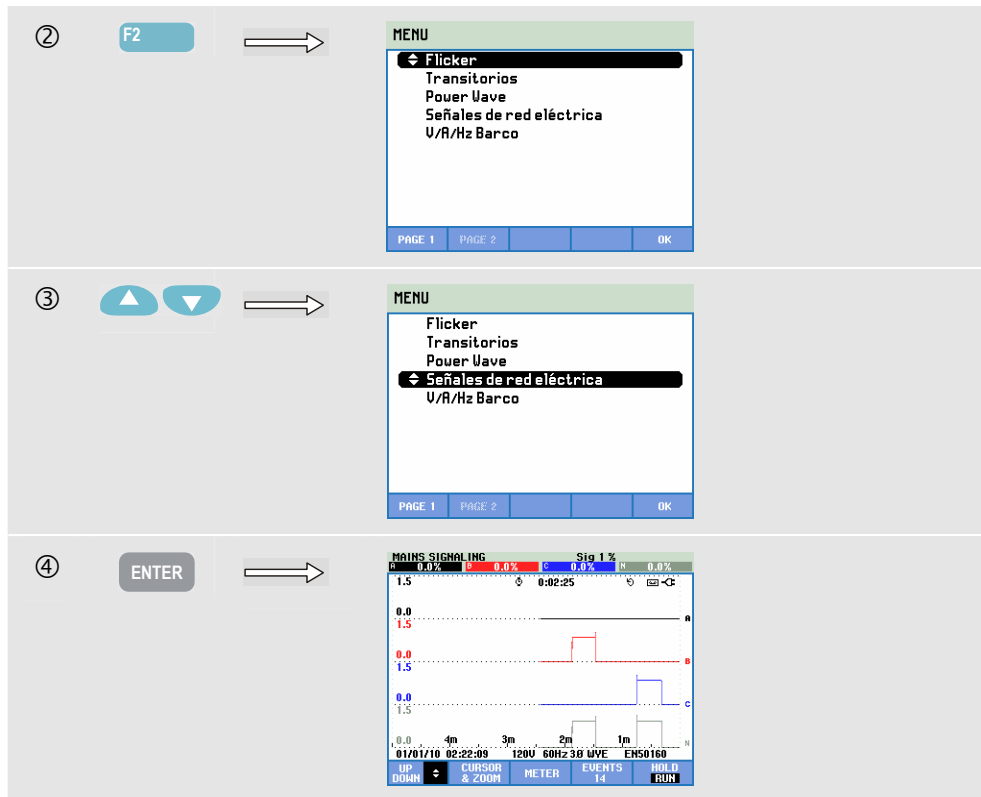 ②
F2
MENU
Flicker
Transitorios
Power Wave
Señales de red eléctrica
V/A/Hz Barco
PAGE 1 PAGE 2 OK
③
MENU
Flicker
Transitorios
Power Wave
Señales de red eléctrica
V/A/Hz Barco
PAGE 1 PAGE 2 OK
④
ENTER
MAINS SIGNALING Sig 1 %
A 0.0% B 0.0% C 0.0% N 0.0%
1.5 0:02:25
0.0 A
1.5
0.0 B
1.5
0.0 C
1.5
0.0 4m 3m 2m 1m N
01/01/10 02:22:09 120V 60Hz 3Ø WYE EN50160
UP DOWN CURSOR & ZOOM METER EVENTS 14 HOLD RUN